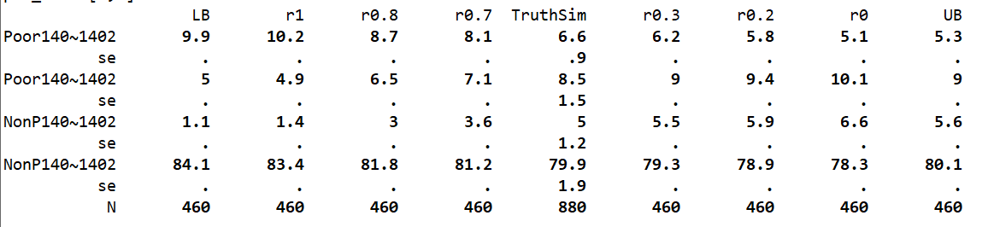 LB r1 r0.8 r0.7 TruthSim r0.3 r0.2 r0 UB
Poor140~1402 9.9 10.2 8.7 8.1 6.6 6.2 5.8 5.1 5.3
se . . . . .9 . . . .
Poor140~1402 5 4.9 6.5 7.1 8.5 9 9.4 10.1 9
se . . . . 1.5 . . . .
NonP140~1402 1.1 1.4 3 3.6 5 5.5 5.9 6.6 5.6
se . . . . 1.2 . . . .
NonP140~1402 84.1 83.4 81.8 81.2 79.9 79.3 78.9 78.3 80.1
se . . . . 1.9 . . . .
N 460 460 460 460 880 460 460 460 460